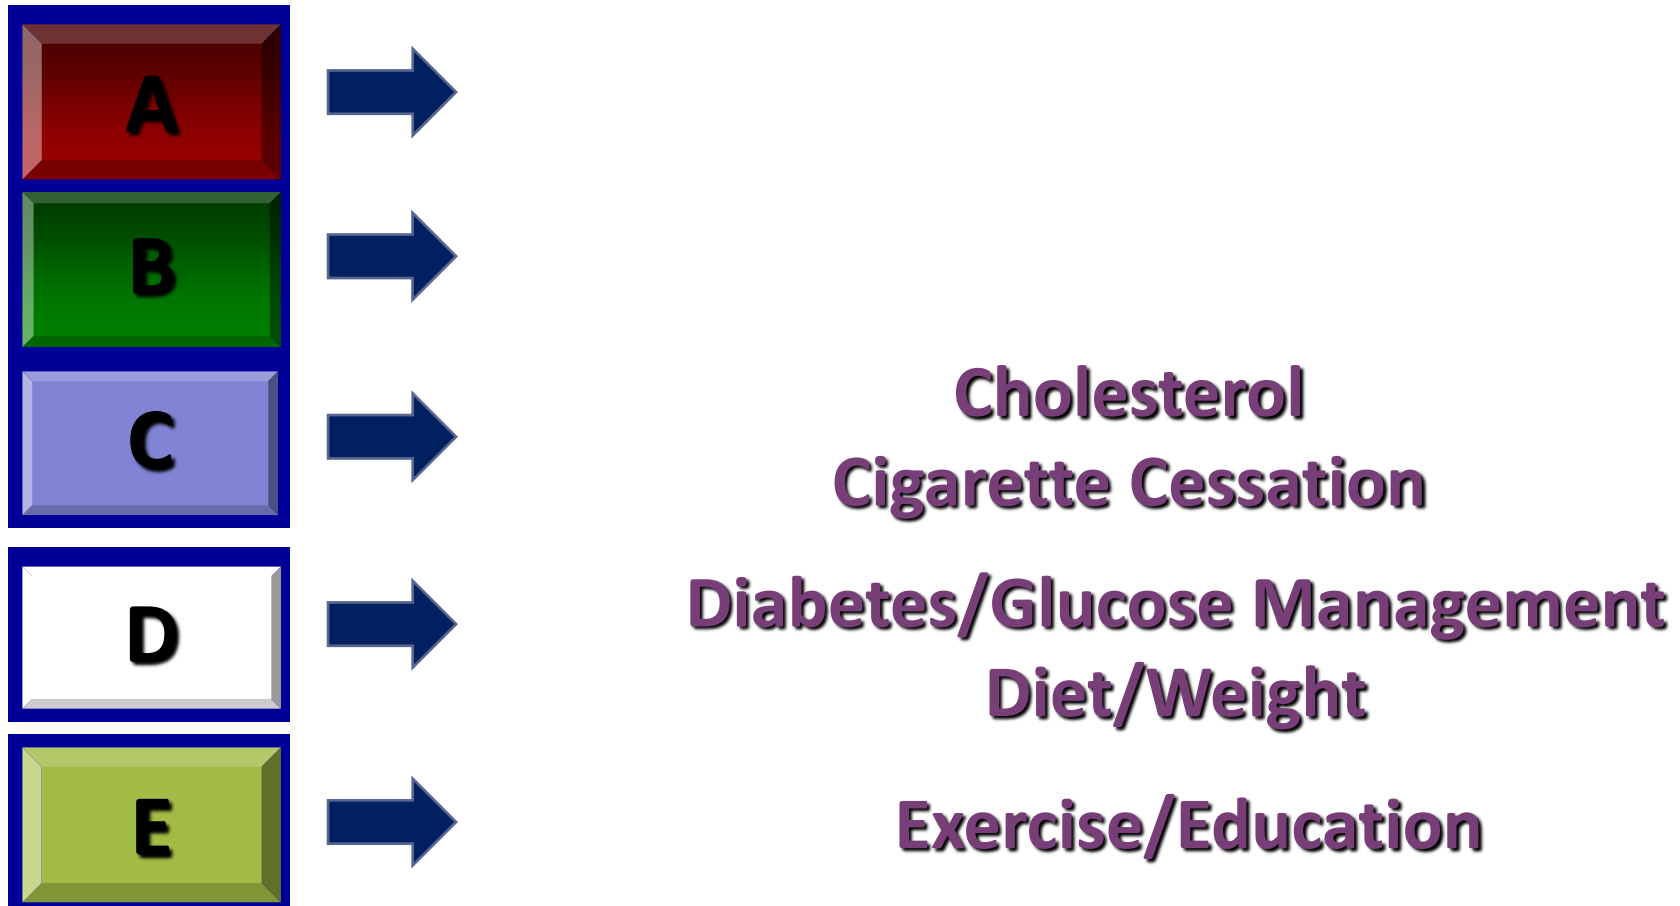 A
B
C
Cholesterol
Cigarette Cessation
D
Diabetes/Glucose Management
Diet/Weight
E
Exercise/Education